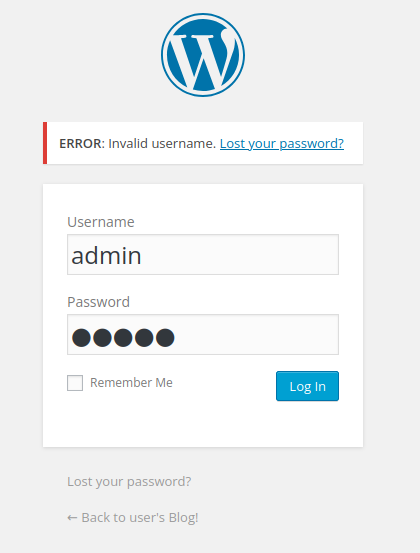 ERROR: Invalid username. Lost your password?
Username
admin
Password
●●●●●
Remember Me
Log In
Lost your password?
← Back to user's Blog!